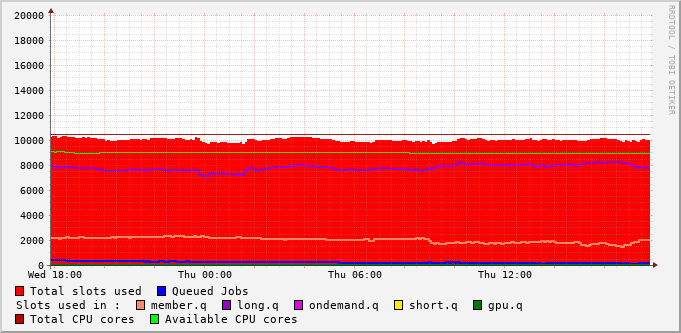 RRDTOOL / TOBI OETIKER
20000
18000
16000
14000
12000
10000
8000
6000
4000
2000
0
Wed 18:00 Thu 00:00 Thu 06:00 Thu 12:00
Total slots used Queued Jobs
Slots used in : member.q long.q ondemand.q short.q gpu.q
Total CPU cores Available CPU cores